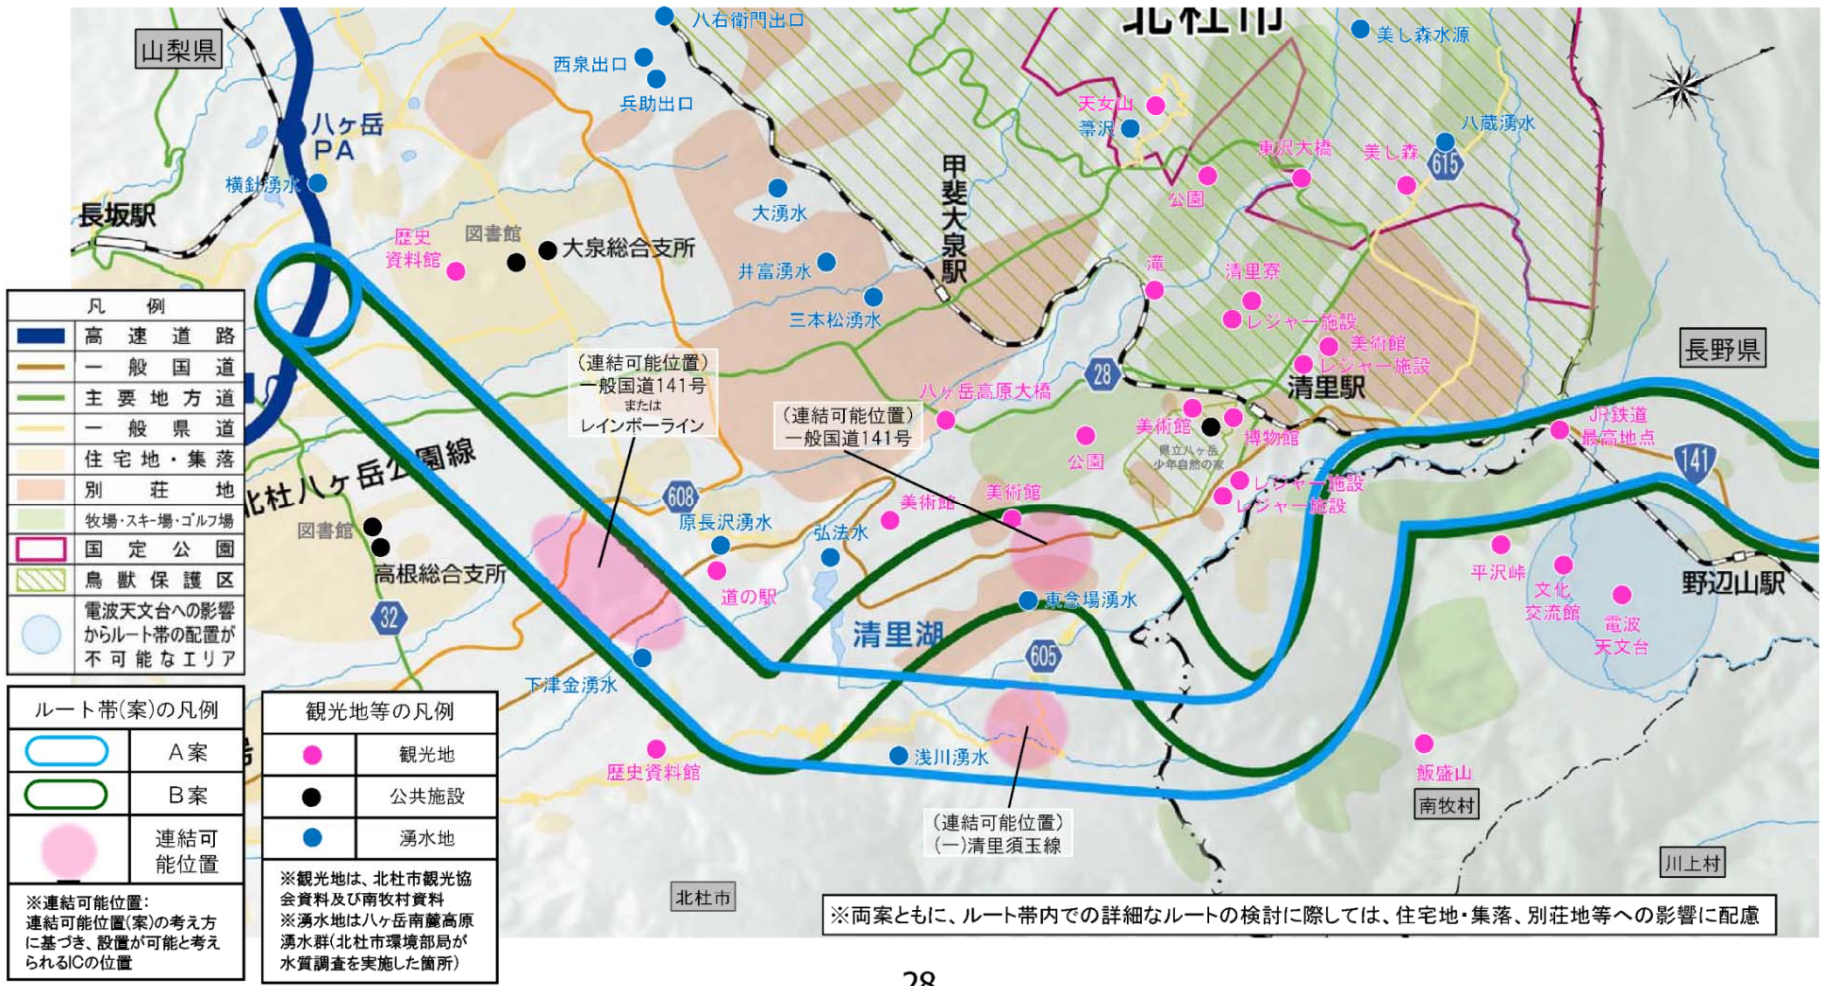 山梨県
八右衛門出口
北杜市
美し森水源
西泉出口
兵助出口
八ヶ岳
PA
天女山
箒沢
八蔵湧水
東沢大橋
美し森
615
横針湧水
長坂駅
大湧水
甲斐大泉駅
公園
歴史
資料館
図書館
大泉総合支所
井富湧水
三本松湧水
滝
清里寮
レジャー施設
美術館
レジャー施設
長野県
清里駅
28
八ヶ岳高原大橋
(連結可能位置)
一般国道141号
または
レインボーライン
(連結可能位置)
一般国道141号
公園
美術館
博物館
県立八ヶ岳
少年自然の家
JR鉄道
最高地点
141
レジャー施設
レジャー施設
北杜八ヶ岳公園線
608
美術館
美術館
原長沢湧水
弘法水
図書館
高根総合支所
32
道の駅
東念場湧水
清里湖
605
平沢峠
文化
交流館
電波
天文台
野辺山駅
下津金湧水
歴史資料館
浅川湧水
飯盛山
南牧村
(連結可能位置)
(一)清里須玉線
川上村
北杜市
凡例
高速道路
一般国道
主要地方道
一般県道
住宅地・集落
別荘地
牧場・スキー場・ゴルフ場
国定公園
鳥獣保護区
電波天文台への影響
からルート帯の配置が
不可能なエリア
ルート帯(案)の凡例
A案
B案
連結可
能位置
※連結可能位置:
連結可能位置(案)の考え方
に基づき、設置が可能と考え
られるICの位置
観光地等の凡例
観光地
公共施設
湧水地
※観光地は、北杜市観光協
会資料及び南牧村資料
※湧水地は八ヶ岳南麓高原
湧水群(北杜市環境部局が
水質調査を実施した箇所)
※両案ともに、ルート帯内での詳細なルートの検討に際しては、住宅地・集落、別荘地等への影響に配慮
28